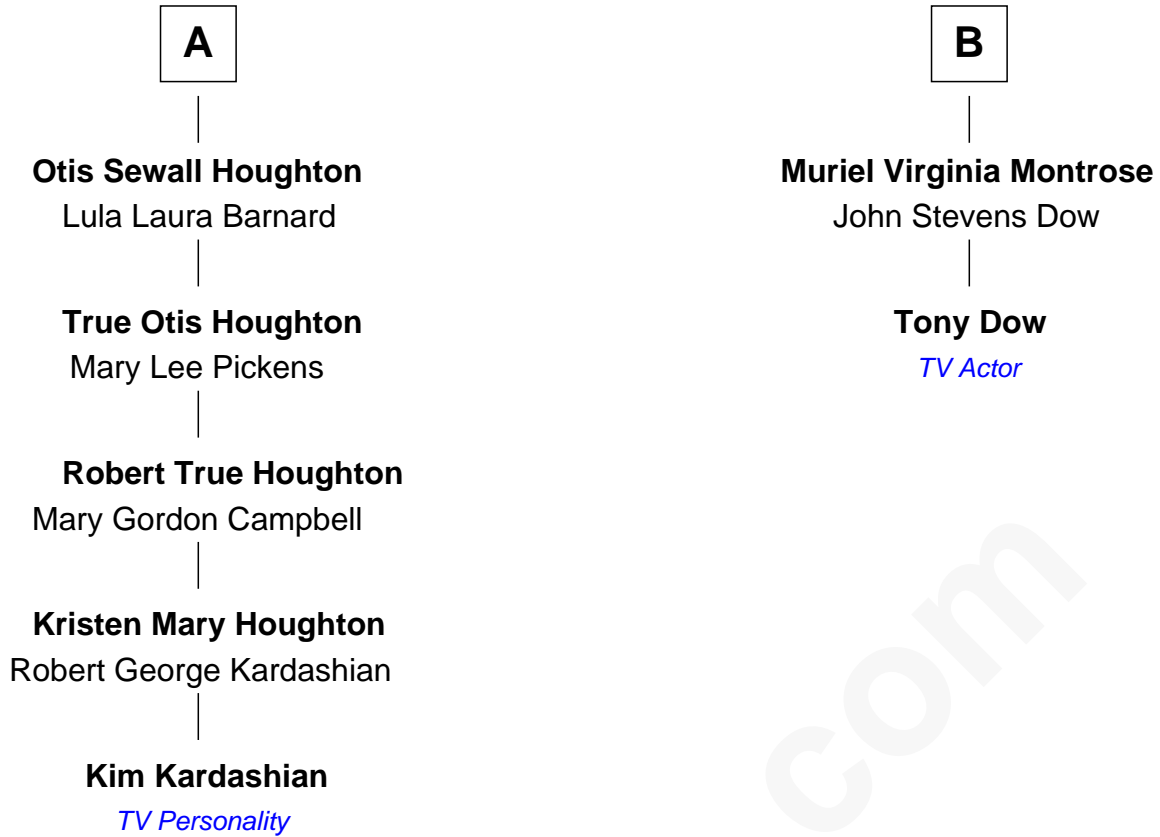 A
Otis Sewall Houghton
Lula Laura Barnard
True Otis Houghton
Mary Lee Pickens
Robert True Houghton
Mary Gordon Campbell
Kristen Mary Houghton
Robert George Kardashian
Kim Kardashian
TV Personality
B
Muriel Virginia Montrose
John Stevens Dow
Tony Dow
TV Actor
com